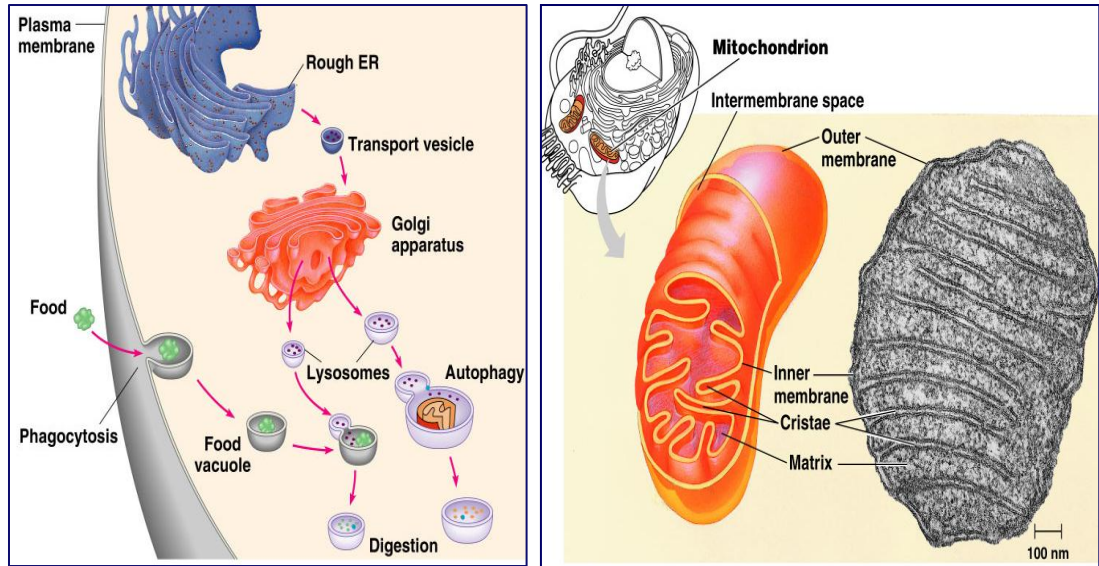 Plasma
membrane
Rough ER
Transport vesicle
Golgi
apparatus
Food
Lysosomes
Autophagy
Phagocytosis
Food
vacuole
Digestion
Mitochondrion
Intermembrane space
Outer
membrane
Inner
membrane
Cristae
Matrix
100 nm